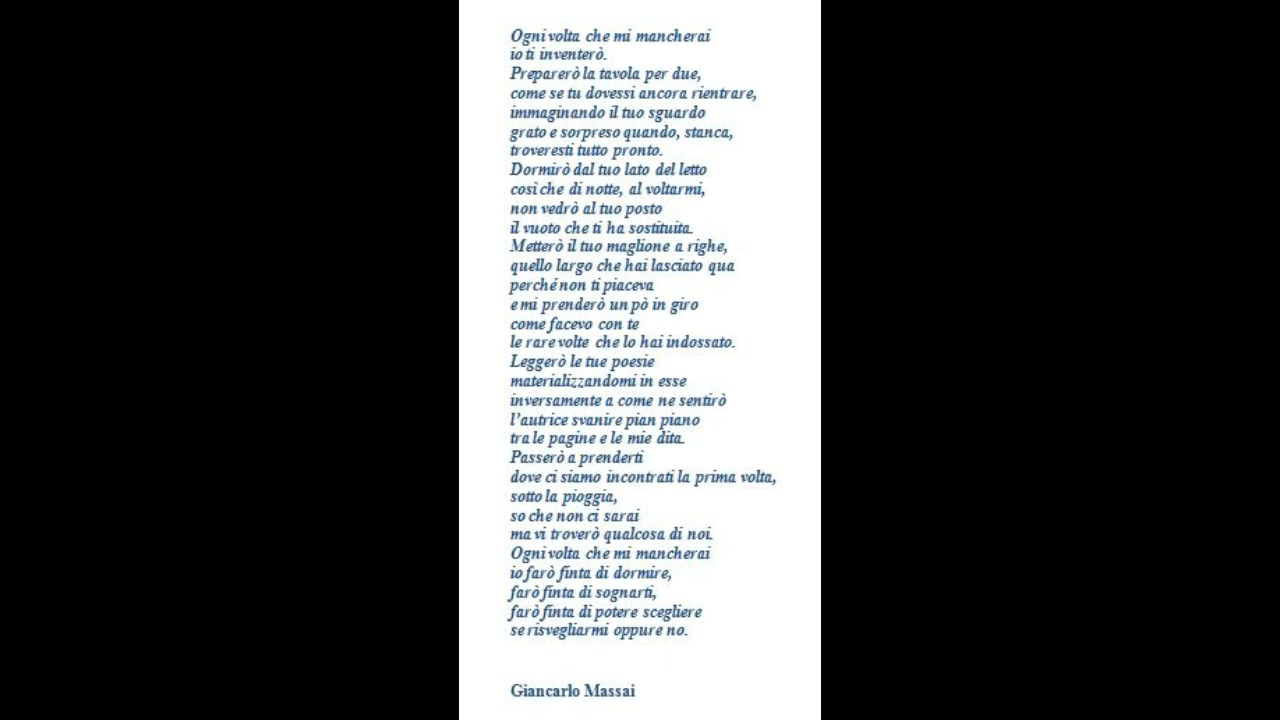 Ogni volta che mi mancherai
io ti inventerò.
Preparerò la tavola per due,
come se tu dovessi ancora rientrare,
immaginando il tuo sguardo
grato e sorpreso quando, stanca,
troveresti tutto pronto.
Dormirò dal tuo lato del letto
così che di notte, al voltarmi,
non vedrò al tuo posto
il vuoto che ti ha sostituita.
Metterò il tuo maglione a righe,
quello largo che hai lasciato qua
perché non ti piaceva
e mi prenderò un pò in giro
come facevo con te
le rare volte che lo hai indossato.
Leggerò le tue poesie
materializzandomi in esse
inversamente a come ne sentirò
l'autrice svanire pian piano
tra le pagine e le mie dita.
Passerò a prenderti
dove ci siamo incontrati la prima volta,
sotto la pioggia,
so che non ci sarai
ma vi troverò qualcosa di noi.
Ogni volta che mi mancherai
io farò finta di dormire,
farò finta di sognarti,
farò finta di potere scegliere
se risvegliarmi oppure no.
Giancarlo Massai